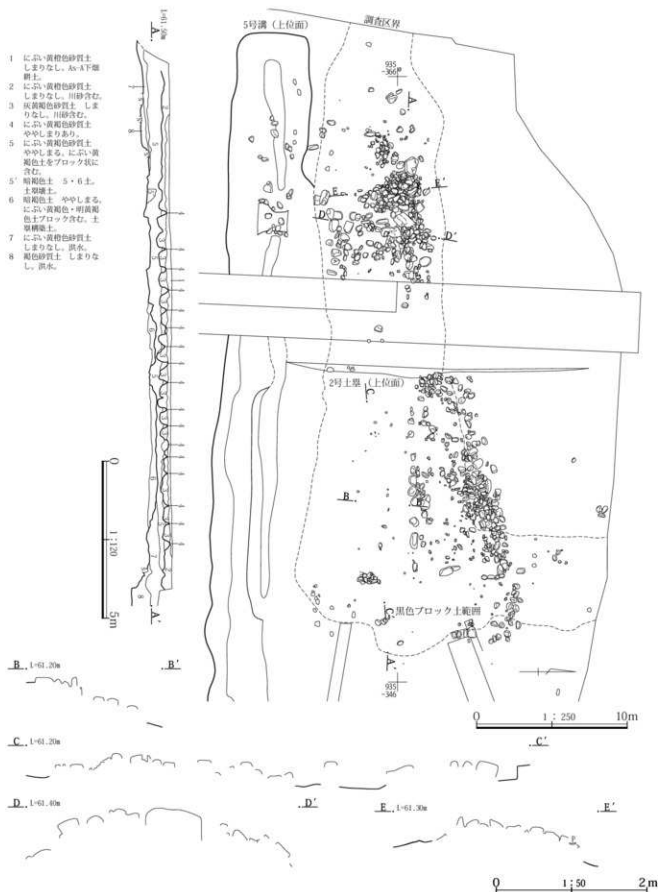 L=61.50m
A
A′
1 にぶい黄橙色砂質土
しまりなし、As-A下畑
耕土。
2 にぶい黄橙色砂質土
しまりなし、川砂含む。
3 灰黄褐色砂質土 しま
りなし、川砂含む。
4 にぶい黄褐色砂質土
ややしまりあり。
5 にぶい黄褐色砂質土
ややしまる、にぶい黄
褐色土をブロック状に
含む。
5′ 暗褐色土 5・6土。
土塁壊土。
6 暗褐色土 ややしまる。
にぶい黄褐色・明黄褐
色土ブロック含む。土
塁構築土。
7 にぶい黄橙色砂質土
しまりなし、洪水。
8 褐色砂質土 しまりな
し、洪水。
0
1:120
5m
5号溝（上位面）
調査区界
935
-366
A
E
E′
D
D′
2号土塁（上位面）
C
B
C′
黒色ブロック土範囲
A′
935
-346
0 1:250 10m
B L=61.20m B′
C L=61.20m C′
D L=61.40m D′
E L=61.30m E′
0 1:50 2m